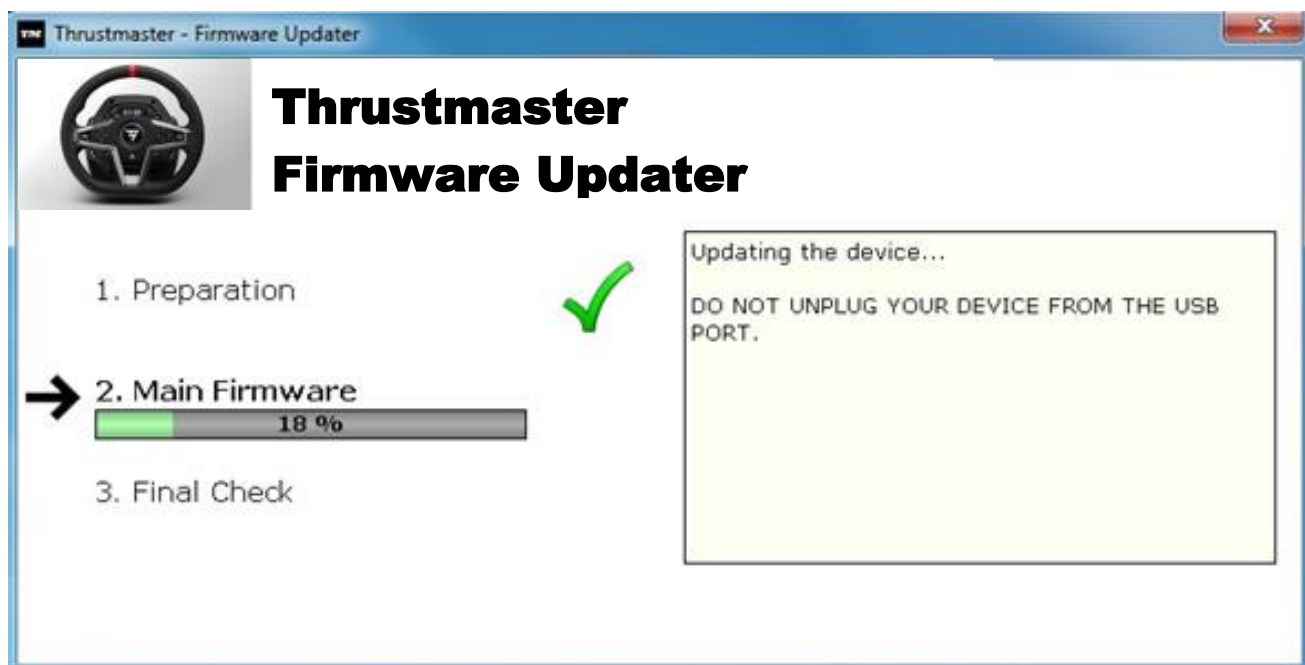 Thrustmaster - Firmware Updater
Thrustmaster
Firmware Updater
1. Preparation
2. Main Firmware
18 %
3. Final Check
Updating the device...
DO NOT UNPLUG YOUR DEVICE FROM THE USB
PORT.